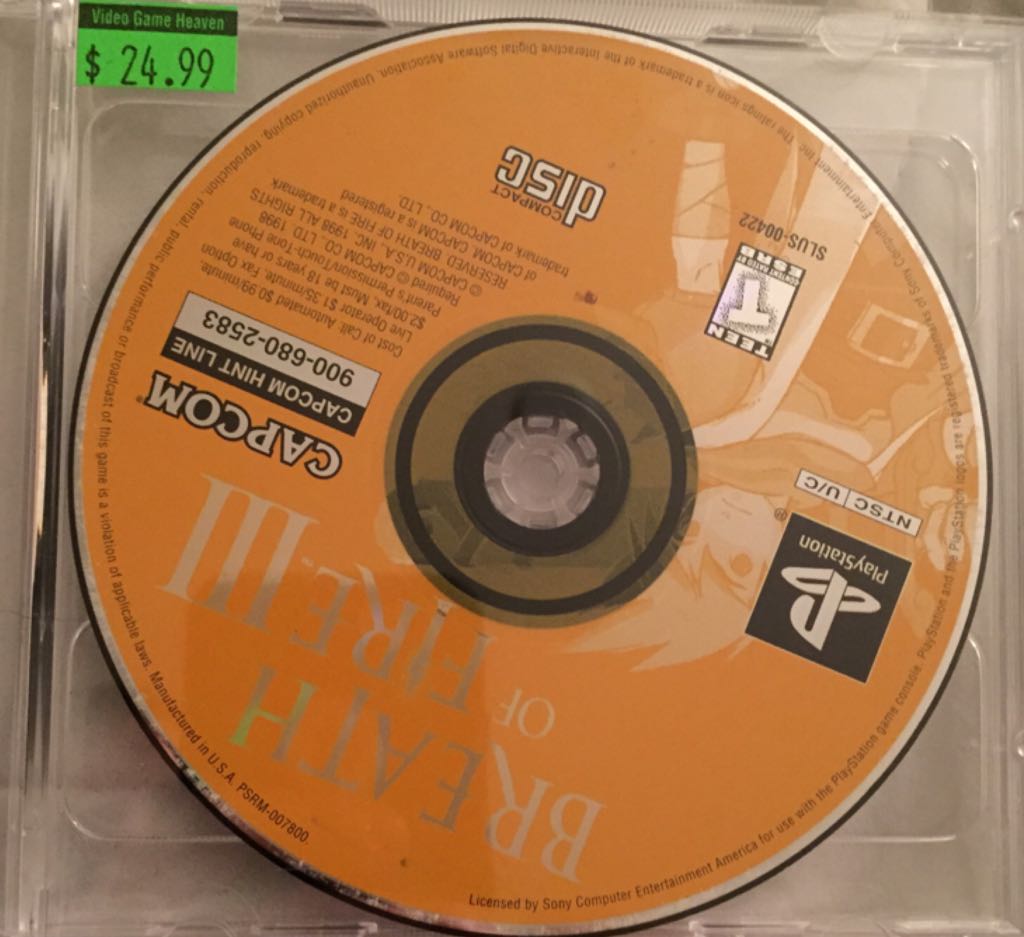 Video Game Heaven
$ 24.99
BREATH
OF
FIRE™ III
PlayStation
®
NTSC U/C
CAPCOM®
CAPCOM HINT LINE
900-680-2583
Cost of Call: Automated $0.99/minute.
Live Operator $1.35/minute. Fax Option
$2.00/fax. Must be 18 years or have
Parent's Permission/Touch-Tone Phone
Required © CAPCOM CO., LTD. 1998
© CAPCOM U.S.A., INC. 1998 ALL RIGHTS
RESERVED BREATH OF FIRE is a trademark
of CAPCOM CO., LTD. CAPCOM is a registered
trademark of CAPCOM CO., LTD.
TEEN
T
CONTENT RATED BY
ESRB
SLUS-00422
COMPACT
disc
Licensed by Sony Computer Entertainment America for use with the PlayStation game console. PlayStation and the PlayStation logos are registered trademarks of Sony Computer Entertainment Inc. The ratings icon is a trademark of the Interactive Digital Software Association. Unauthorized copying, reproduction, rental, public performance or broadcast of this game is a violation of applicable laws. Manufactured in U.S.A. PSRM-007800.